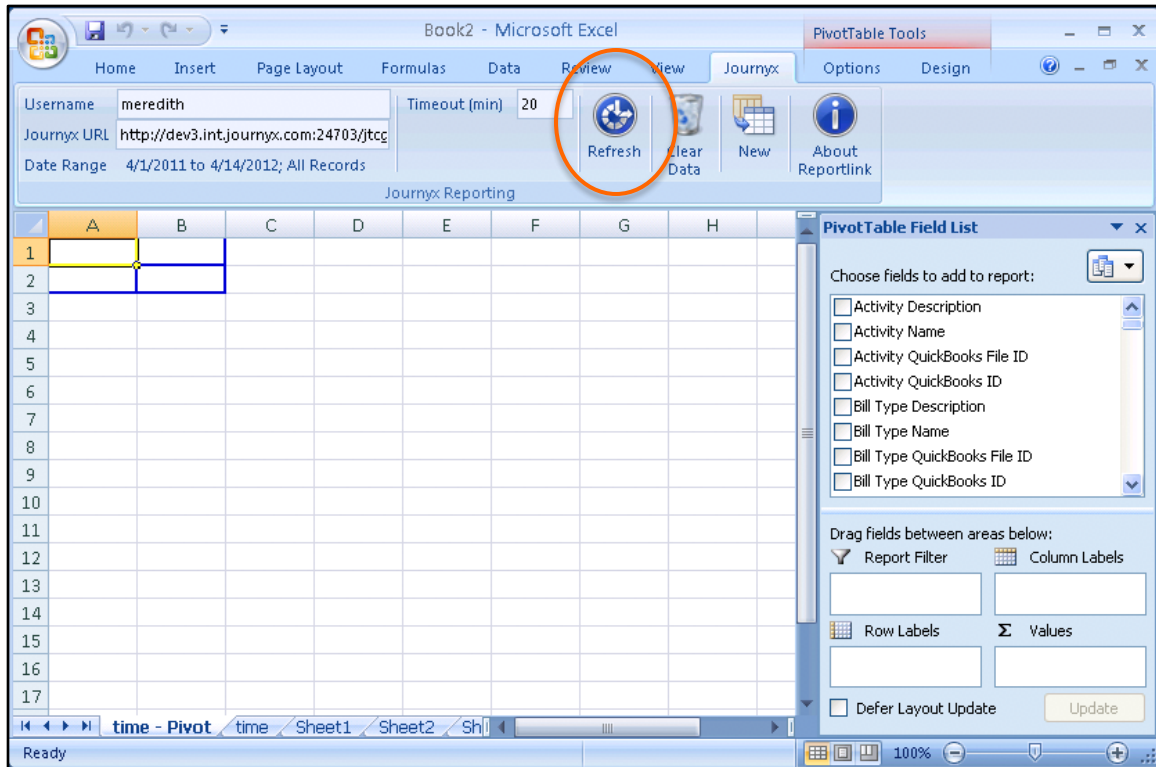 Book2 - Microsoft Excel
PivotTable Tools
Home Insert Page Layout Formulas Data Review View Journyx Options Design
Username meredith
Timeout (min) 20
Journyx URL http://dev3.int.journyx.com:24703/jtcg
Date Range 4/1/2011 to 4/14/2012; All Records
Refresh
Clear
Data
New
About
Reportlink
Journyx Reporting
A B C D E F G H
1
2
3
4
5
6
7
8
9
10
11
12
13
14
15
16
17
PivotTable Field List
Choose fields to add to report:
Activity Description
Activity Name
Activity QuickBooks File ID
Activity QuickBooks ID
Bill Type Description
Bill Type Name
Bill Type QuickBooks File ID
Bill Type QuickBooks ID
Drag fields between areas below:
Report Filter
Column Labels
Row Labels
Σ Values
Defer Layout Update
Update
time - Pivot time Sheet1 Sheet2 Sh
Ready
100%